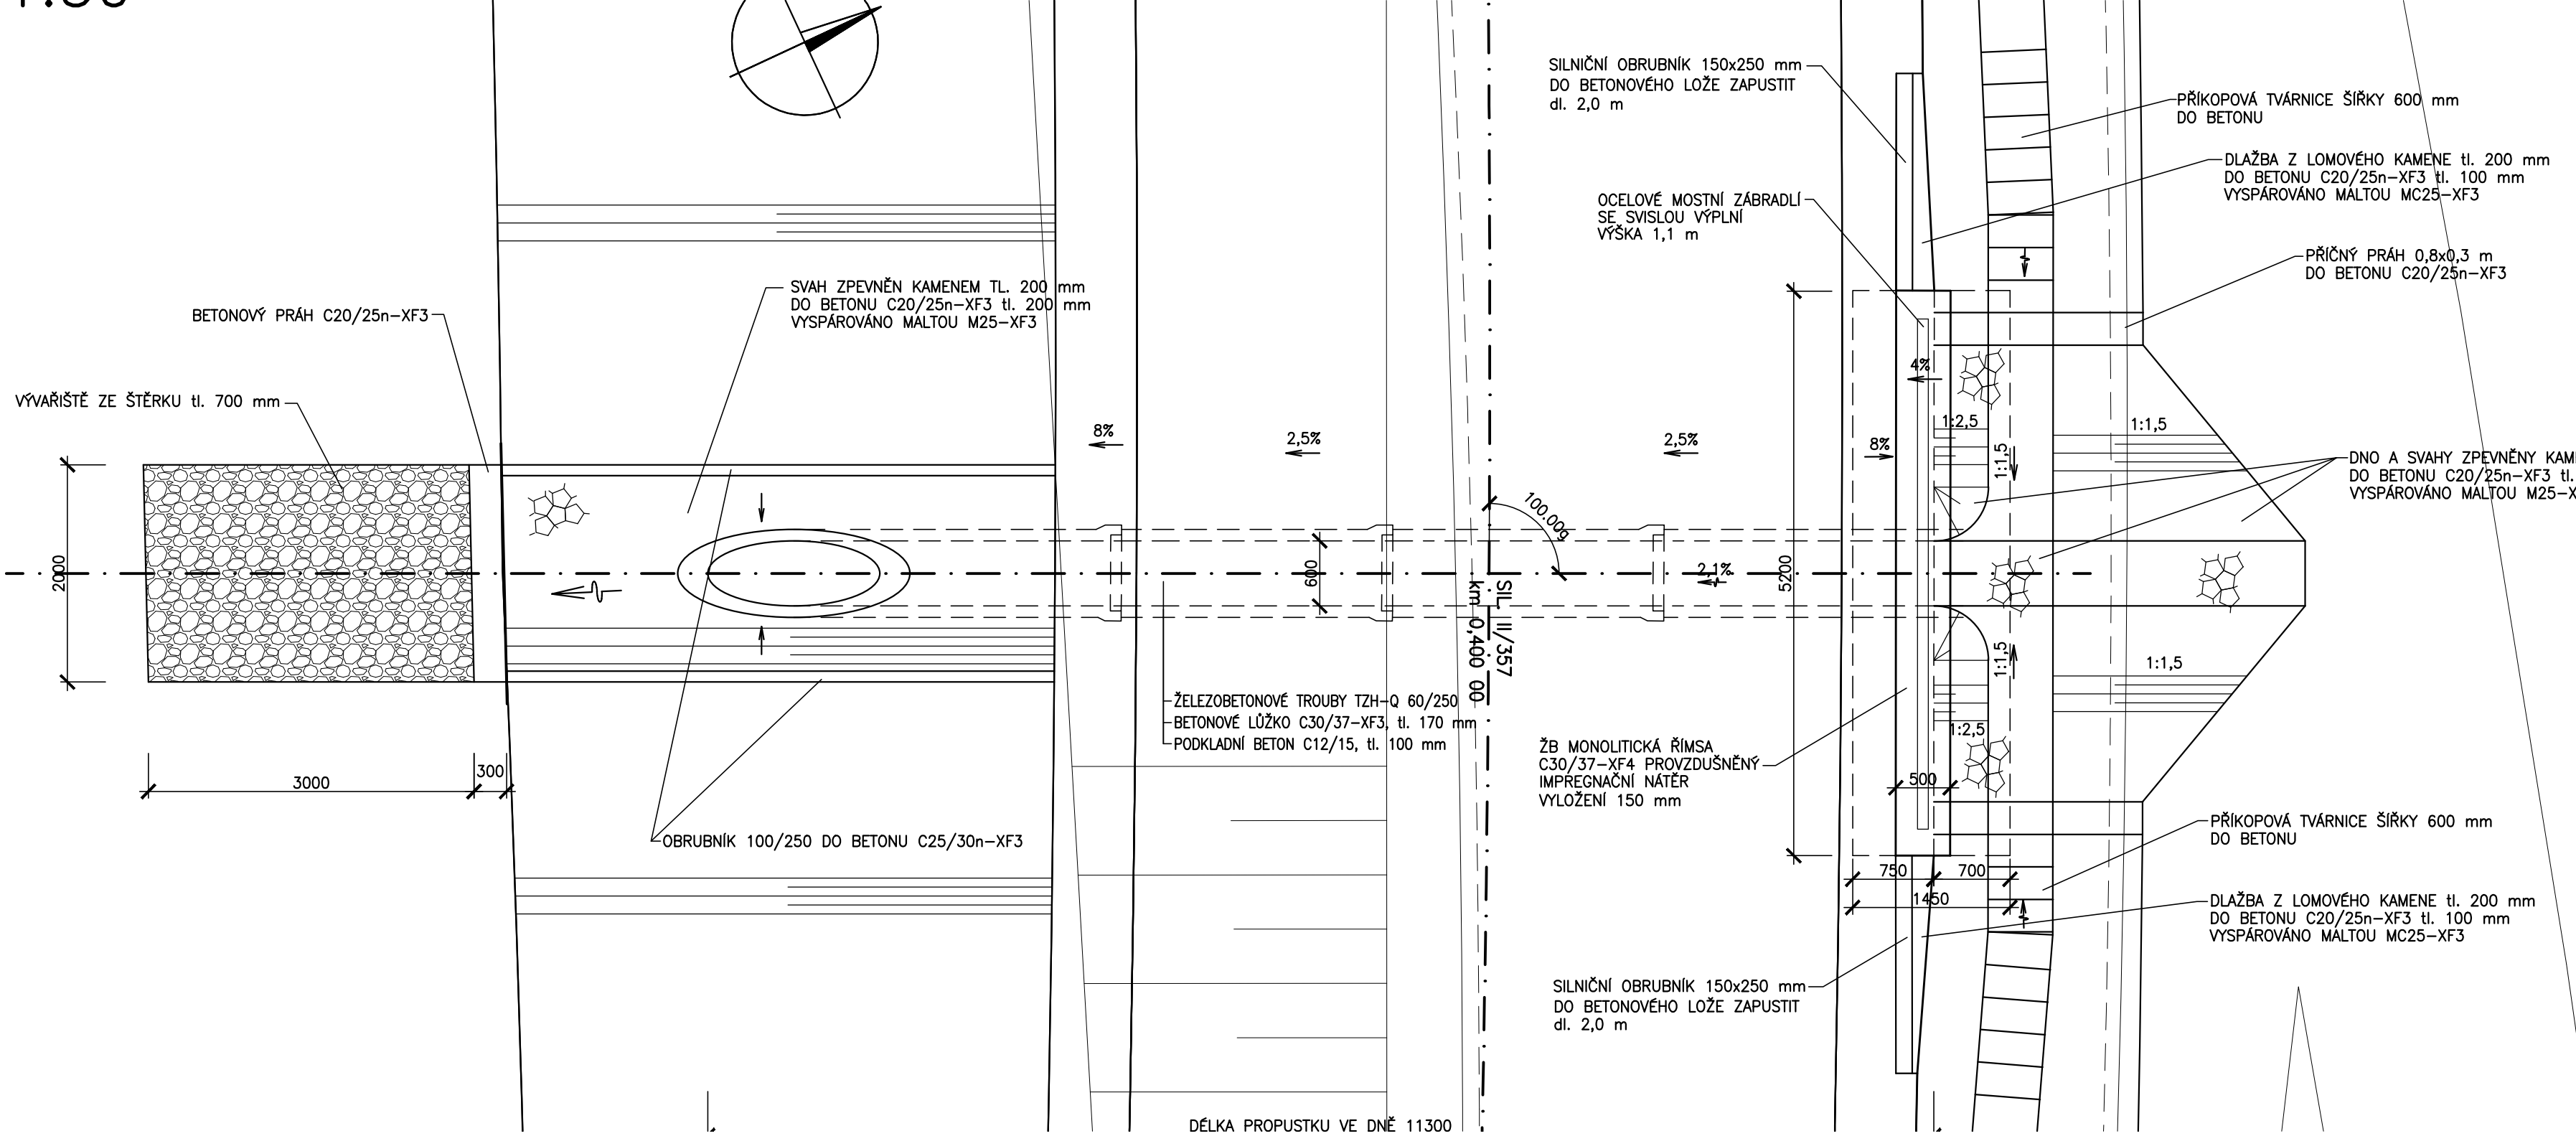 SILNIČNÍ OBRUBNÍK 150x250 mm
DO BETONOVÉHO LOŽE ZAPUSTIT
dl. 2,0 m
PŘÍKOPOVÁ TVÁRNICE ŠÍŘKY 600 mm
DO BETONU
DLAŽBA Z LOMOVÉHO KAMENE tl. 200 mm
DO BETONU C20/25n-XF3 tl. 100 mm
VYSPÁROVÁNO MALTOU MC25-XF3
OCELOVÉ MOSTNÍ ZÁBRADLÍ
SE SVISLOU VÝPLNÍ
VÝŠKA 1,1 m
PŘÍČNÝ PRÁH 0,8x0,3 m
DO BETONU C20/25n-XF3
SVAH ZPEVNĚN KAMENEM TL. 200 mm
DO BETONU C20/25n-XF3 tl. 200 mm
VYSPÁROVÁNO MALTOU M25-XF3
BETONOVÝ PRÁH C20/25n-XF3
VÝVAŘIŠTĚ ZE ŠTĚRKU tl. 700 mm
4%
1:2,5
1:1,5
8%
2,5%
2,5%
8%
1:1,5
DNO A SVAHY ZPEVNĚNY KAM
DO BETONU C20/25n-XF3 tl.
VYSPÁROVÁNO MALTOU M25-X
100.00g
2000
600
2,1%
5200
SIL. II/357
km 0,400 00
1:1,5
1:1,5
1:2,5
ŽELEZOBETONOVÉ TROUBY TZH-Q 60/250
BETONOVÉ LŮŽKO C30/37-XF3, tl. 170 mm
PODKLADNÍ BETON C12/15, tl. 100 mm
ŽB MONOLITICKÁ ŘÍMSA
C30/37-XF4 PROVZDUŠNĚNÝ
IMPREGNAČNÍ NÁTĚR
VYLOŽENÍ 150 mm
3000
300
500
OBRUBNÍK 100/250 DO BETONU C25/30n-XF3
PŘÍKOPOVÁ TVÁRNICE ŠÍŘKY 600 mm
DO BETONU
750
700
1450
DLAŽBA Z LOMOVÉHO KAMENE tl. 200 mm
DO BETONU C20/25n-XF3 tl. 100 mm
VYSPÁROVÁNO MALTOU MC25-XF3
SILNIČNÍ OBRUBNÍK 150x250 mm
DO BETONOVÉHO LOŽE ZAPUSTIT
dl. 2,0 m
DÉLKA PROPUSTKU VE DNĚ 11300